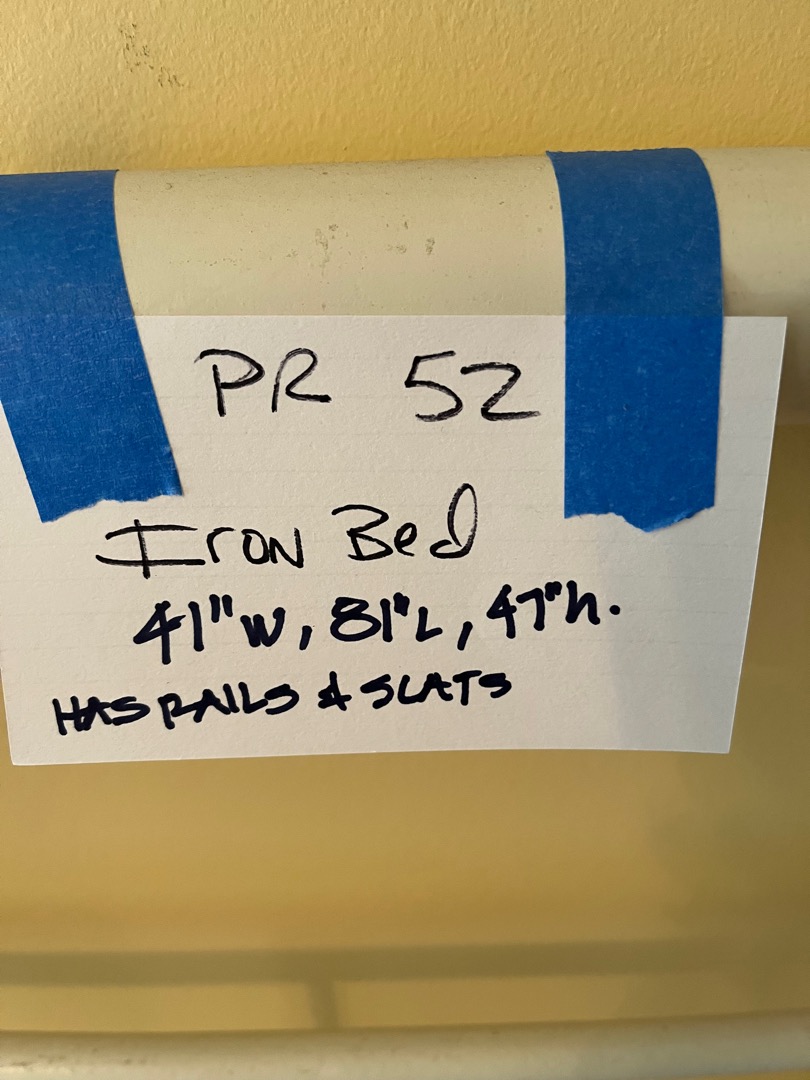 PR 52
Iron Bed
41"W, 81"L, 47"h.
HAS RAILS & SLATS